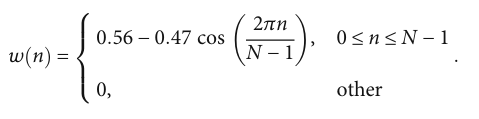 w(n) = { 0.56 − 0.47 cos (2πn / N − 1), 0 ≤ n ≤ N − 1
0, other .